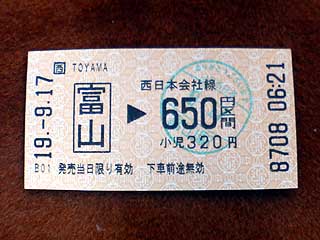 西 TOYAMA
富山
▶
西日本会社線
650円区間
小児320円
B01 発売当日限り有効 下車前途無効
19.-9.17
8708 06:21